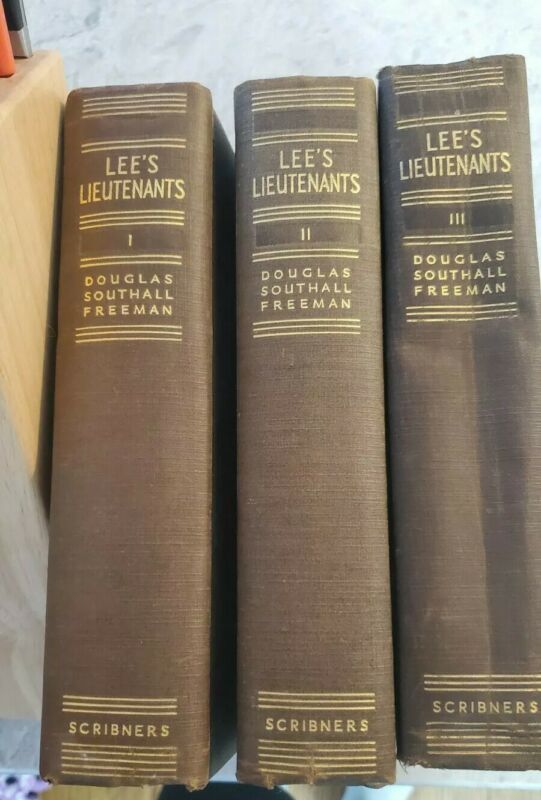 LEE'S
LIEUTENANTS
I
DOUGLAS
SOUTHALL
FREEMAN
SCRIBNERS
LEE'S
LIEUTENANTS
II
DOUGLAS
SOUTHALL
FREEMAN
SCRIBNERS
LEE'S
LIEUTENANTS
III
DOUGLAS
SOUTHALL
FREEMAN
SCRIBNERS